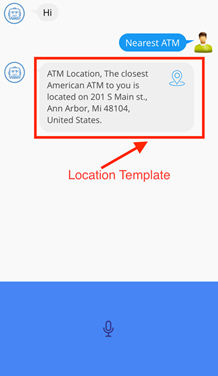 Hi
Nearest ATM
ATM Location, The closest
American ATM to you is
located on 201 S Main st.,
Ann Arbor, Mi 48104,
United States.
Location Template